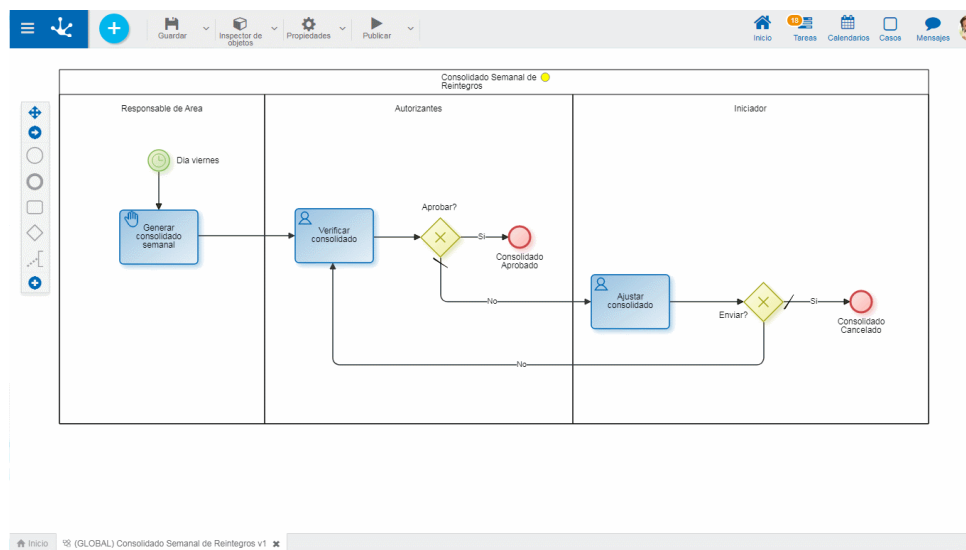 Guardar
Inspector de
objetos
Propiedades
Publicar
Inicio
18
Tareas
Calendarios
Casos
Mensajes
Consolidado Semanal de
Reintegros
Responsable de Area
Autorizantes
Iniciador
Dia viernes
Generar
consolidado
semanal
Verificar
consolidado
Aprobar?
Si
Consolidado
Aprobado
No
Ajustar
consolidado
Enviar?
Si
Consolidado
Cancelado
No
Inicio
(GLOBAL) Consolidado Semanal de Reintegros v1